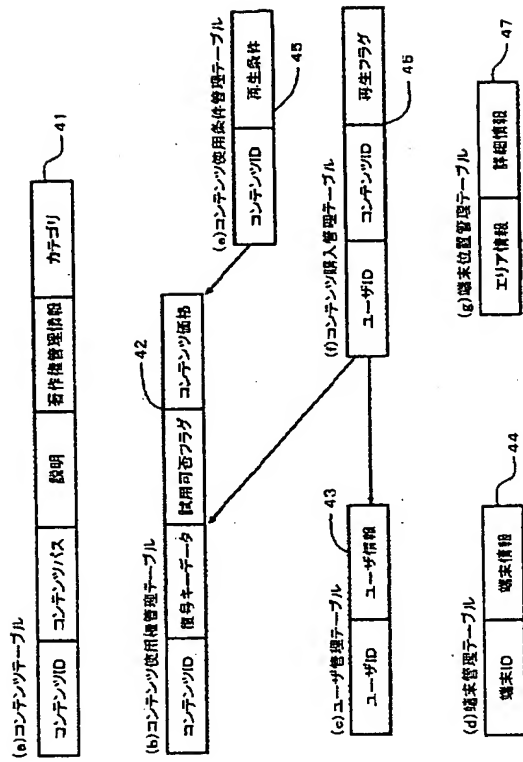 (a)コンテンツテーブル
コンテンツID コンテンツパス 説明 著作権管理情報 カテゴリ
41
(b)コンテンツ使用権管理テーブル
コンテンツID 復号キーデータ 試用可否フラグ コンテンツ価格
42
(c)ユーザ管理テーブル
ユーザID ユーザ情報
43
(d)端末管理テーブル
端末ID 端末情報
44
(e)コンテンツ使用条件管理テーブル
コンテンツID 再生条件
45
(f)コンテンツ購入管理テーブル
ユーザID コンテンツID 再生フラグ
46
(g)端末位置管理テーブル
エリア情報 詳細情報
47